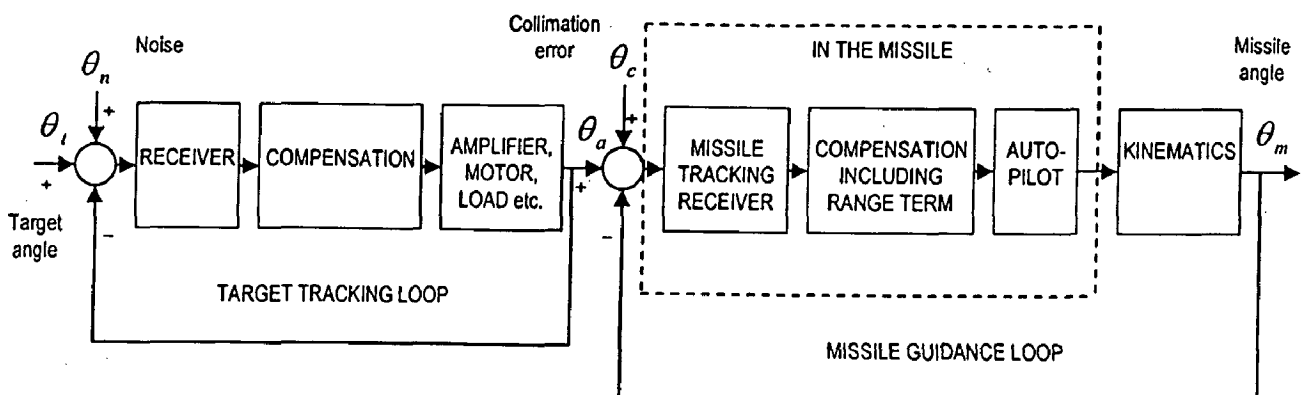 Noise
θn
Collimation
error
θc
IN THE MISSILE
Missile
angle
θt
+
+
Target
angle
−
RECEIVER
COMPENSATION
AMPLIFIER,
MOTOR,
LOAD etc.
θa
+
+
−
MISSILE
TRACKING
RECEIVER
COMPENSATION
INCLUDING
RANGE TERM
AUTO-
PILOT
KINEMATICS
θm
TARGET TRACKING LOOP
MISSILE GUIDANCE LOOP